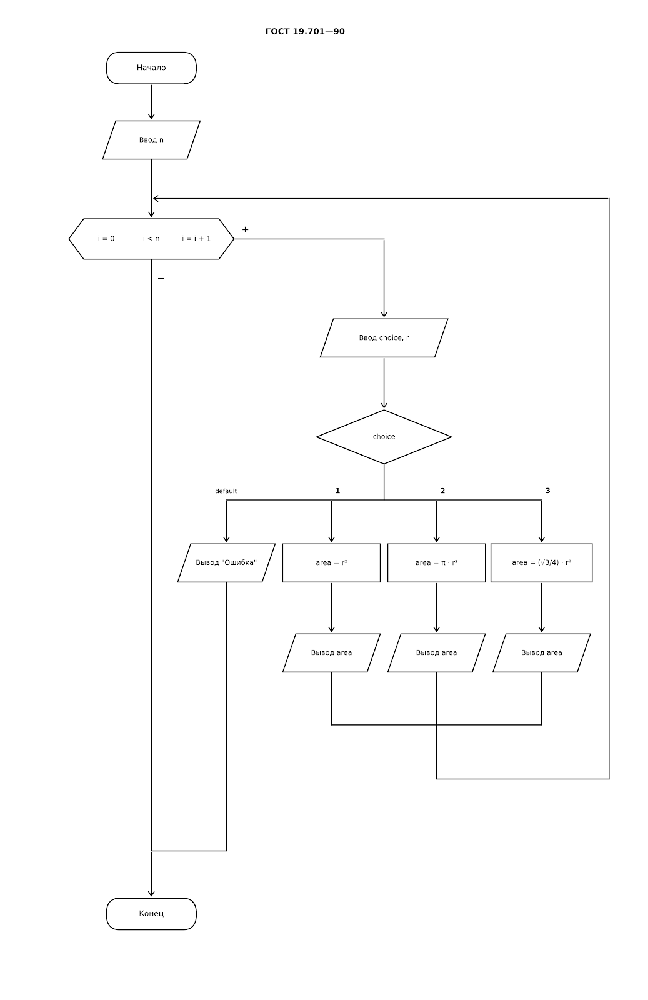 ГОСТ 19.701—90
Начало
Ввод n
i = 0 i < n i = i + 1
+
−
Ввод choice, r
choice
default 1 2 3
Вывод "Ошибка" area = r² area = π · r² area = (√3/4) · r²
Вывод area Вывод area Вывод area
Конец